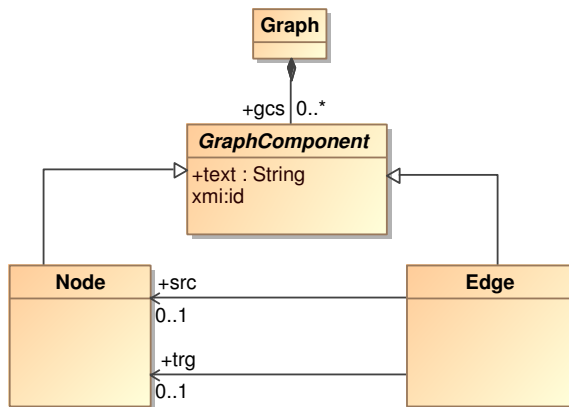 Graph
+gcs 0..*
GraphComponent
+text : String
xmi:id
Node
+src
0..1
+trg
0..1
Edge